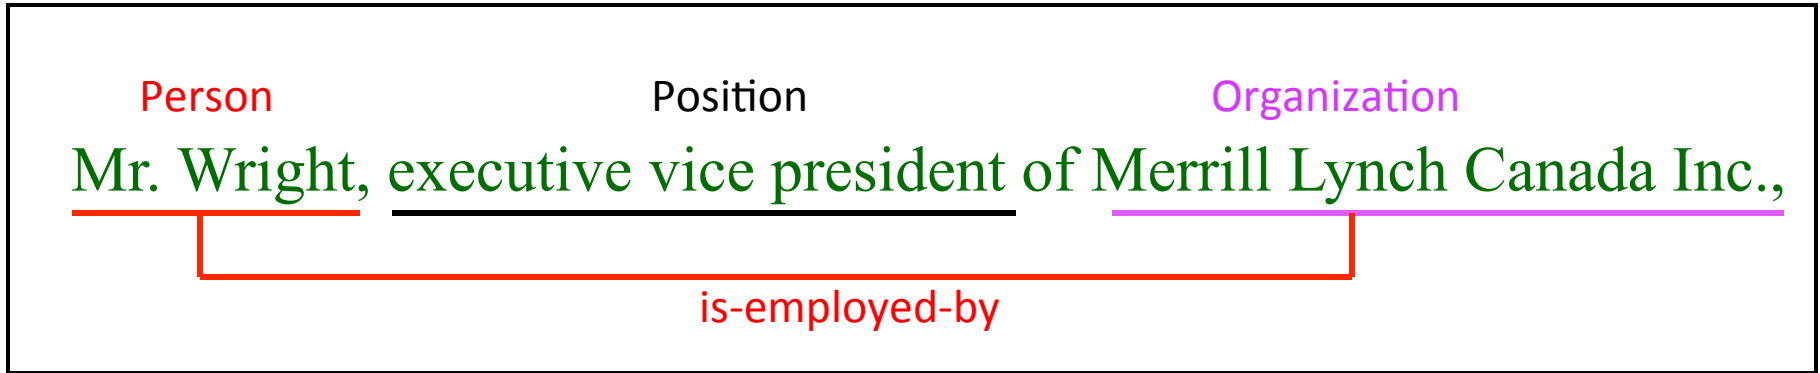 Person Position Organization
Mr. Wright, executive vice president of Merrill Lynch Canada Inc.,
is-employed-by